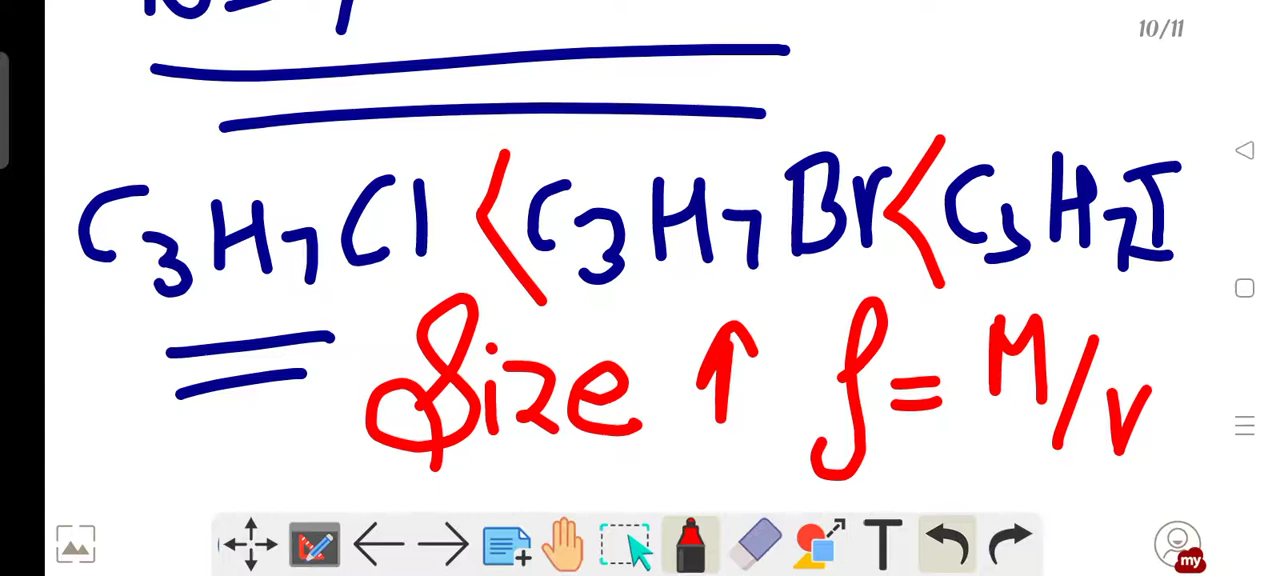 10/11
C₃H₇Cl < C₃H₇Br < C₃H₇I
Size ↑ ρ = M/V
T
my